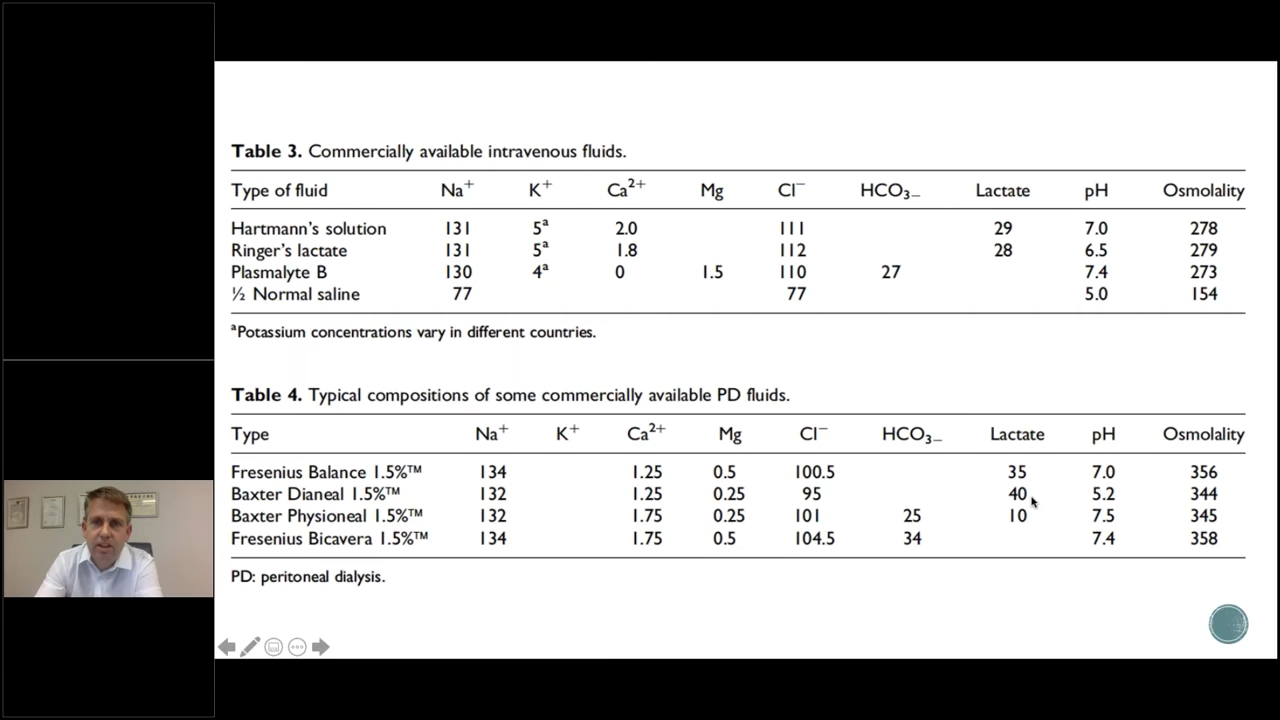 Table 3. Commercially available intravenous fluids.
Type of fluid Na+ K+ Ca2+ Mg Cl− HCO3− Lactate pH Osmolality
Hartmann's solution 131 5a 2.0 111 29 7.0 278
Ringer's lactate 131 5a 1.8 112 28 6.5 279
Plasmalyte B 130 4a 0 1.5 110 27 7.4 273
½ Normal saline 77 77 5.0 154
aPotassium concentrations vary in different countries.
Table 4. Typical compositions of some commercially available PD fluids.
Type Na+ K+ Ca2+ Mg Cl− HCO3− Lactate pH Osmolality
Fresenius Balance 1.5%™ 134 1.25 0.5 100.5 35 7.0 356
Baxter Dianeal 1.5%™ 132 1.25 0.25 95 40 5.2 344
Baxter Physioneal 1.5%™ 132 1.75 0.25 101 25 10 7.5 345
Fresenius Bicavera 1.5%™ 134 1.75 0.5 104.5 34 7.4 358
PD: peritoneal dialysis.